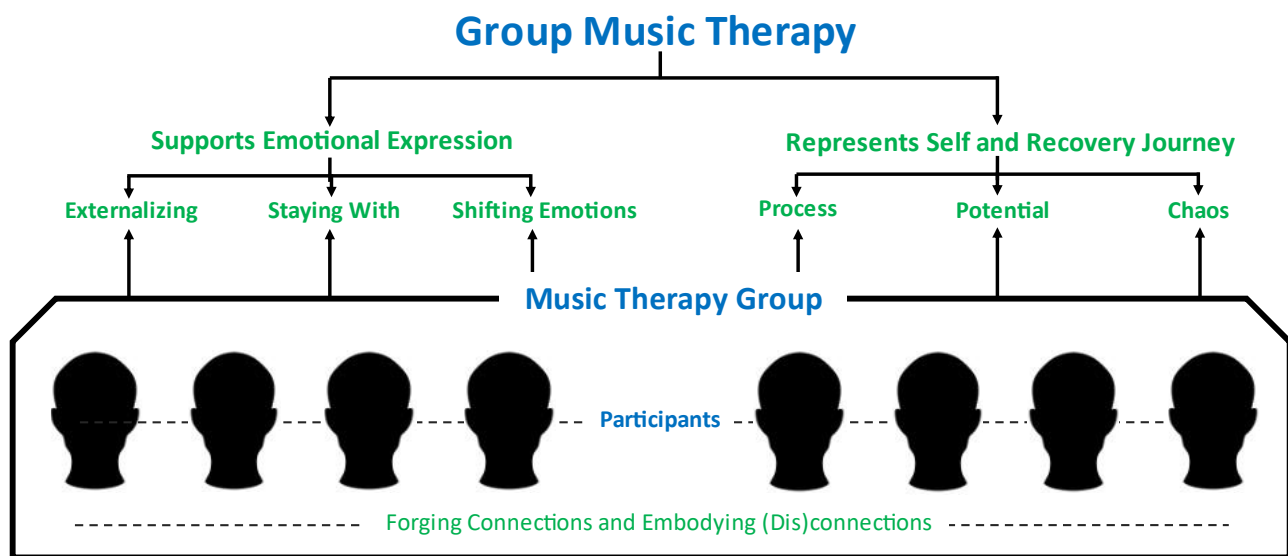 Group Music Therapy
Supports Emotional Expression
Represents Self and Recovery Journey
Externalizing
Staying With
Shifting Emotions
Process
Potential
Chaos
Music Therapy Group
Participants
Forging Connections and Embodying (Dis)connections